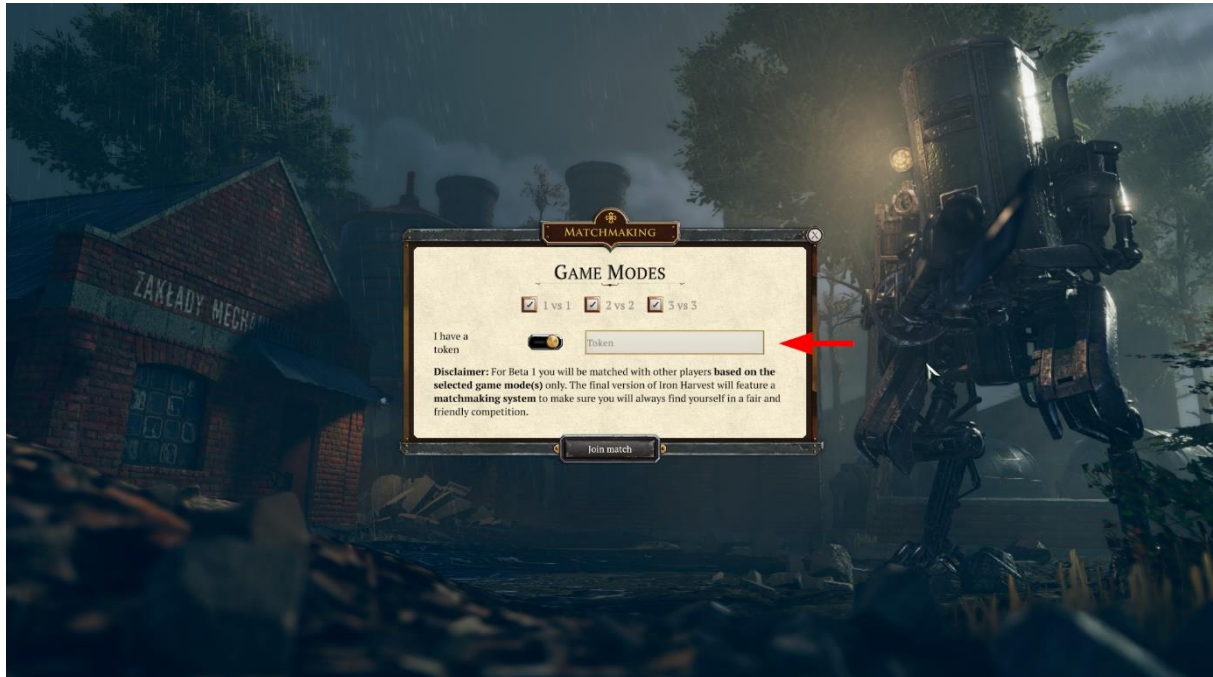 ZAKŁADY MECHA
MATCHMAKING
X
GAME MODES
1 vs 1 2 vs 2 3 vs 3
I have a
token
Token
Disclaimer: For Beta 1 you will be matched with other players based on the
selected game mode(s) only. The final version of Iron Harvest will feature a
matchmaking system to make sure you will always find yourself in a fair and
friendly competition.
Join match